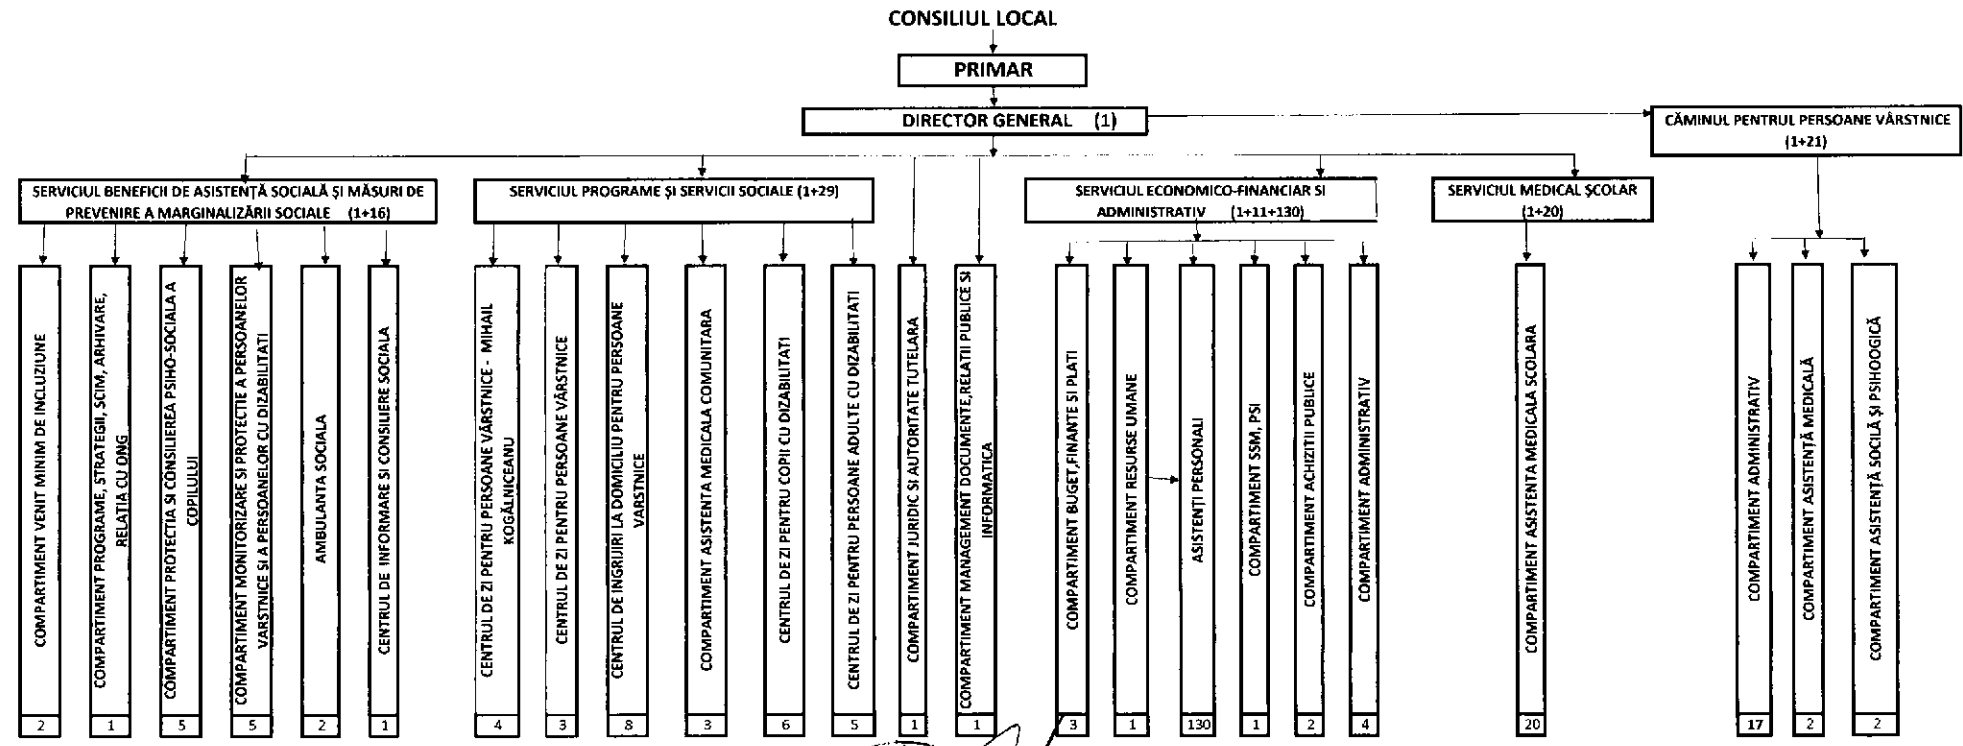 CONSILIUL LOCAL
PRIMAR
DIRECTOR GENERAL (1)
CĂMINUL PENTRUL PERSOANE VÂRSTNICE
(1+21)
SERVICIUL BENEFICII DE ASISTENȚĂ SOCIALĂ ȘI MĂSURI DE
PREVENIRE A MARGINALIZĂRII SOCIALE (1+16)
SERVICIUL PROGRAME ȘI SERVICII SOCIALE (1+29)
SERVICIUL ECONOMICO-FINANCIAR SI
ADMINISTRATIV (1+11+130)
SERVICIUL MEDICAL ȘCOLAR
(1+20)
COMPARTIMENT VENIT MINIM DE INCLUZIUNE
2
COMPARTIMENT PROGRAME, STRATEGII, SCIM, ARHIVARE,
RELAȚIA CU ONG
1
COMPARTIMENT PROTECTIA SI CONSILIEREA PSIHO-SOCIALA A
COPILULUI
5
COMPARTIMENT MONITORIZARE SI PROTECTIE A PERSOANELOR
VARSTNICE SI A PERSOANELOR CU DIZABILITATI
5
AMBULANTA SOCIALA
2
CENTRUL DE INFORMARE SI CONSILIERE SOCIALA
1
CENTRUL DE ZI PENTRU PERSOANE VÂRSTNICE - MIHAIL
KOGĂLNICEANU
4
CENTRUL DE ZI PENTRU PERSOANE VÂRSTNICE
3
CENTRUL DE INGRIJIRI LA DOMICILIU PENTRU PERSOANE
VARSTNICE
8
COMPARTIMENT ASISTENTA MEDICALA COMUNITARA
3
CENTRUL DE ZI PENTRU COPII CU DIZABILITATI
6
CENTRUL DE ZI PENTRU PERSOANE ADULTE CU DIZABILITATI
5
COMPARTIMENT JURIDIC SI AUTORITATE TUTELARA
1
COMPARTIMENT MANAGEMENT DOCUMENTE,RELATII PUBLICE SI
INFORMATICA
1
COMPARTIMENT BUGET,FINANTE SI PLATI
3
COMPARTIMENT RESURSE UMANE
1
ASISTENȚI PERSONALI
130
COMPARTIMENT SSM, PSI
1
COMPARTIMENT ACHIZITII PUBLICE
2
COMPARTIMENT ADMINISTRATIV
4
COMPARTIMENT ASISTENTA MEDICALA SCOLARA
20
COMPARTIMENT ADMINISTRATIV
17
COMPARTIMENT ASISTENȚĂ MEDICALĂ
2
COMPARTIMENT ASISTENȚĂ SOCILĂ ȘI PSIHOOGICĂ
2